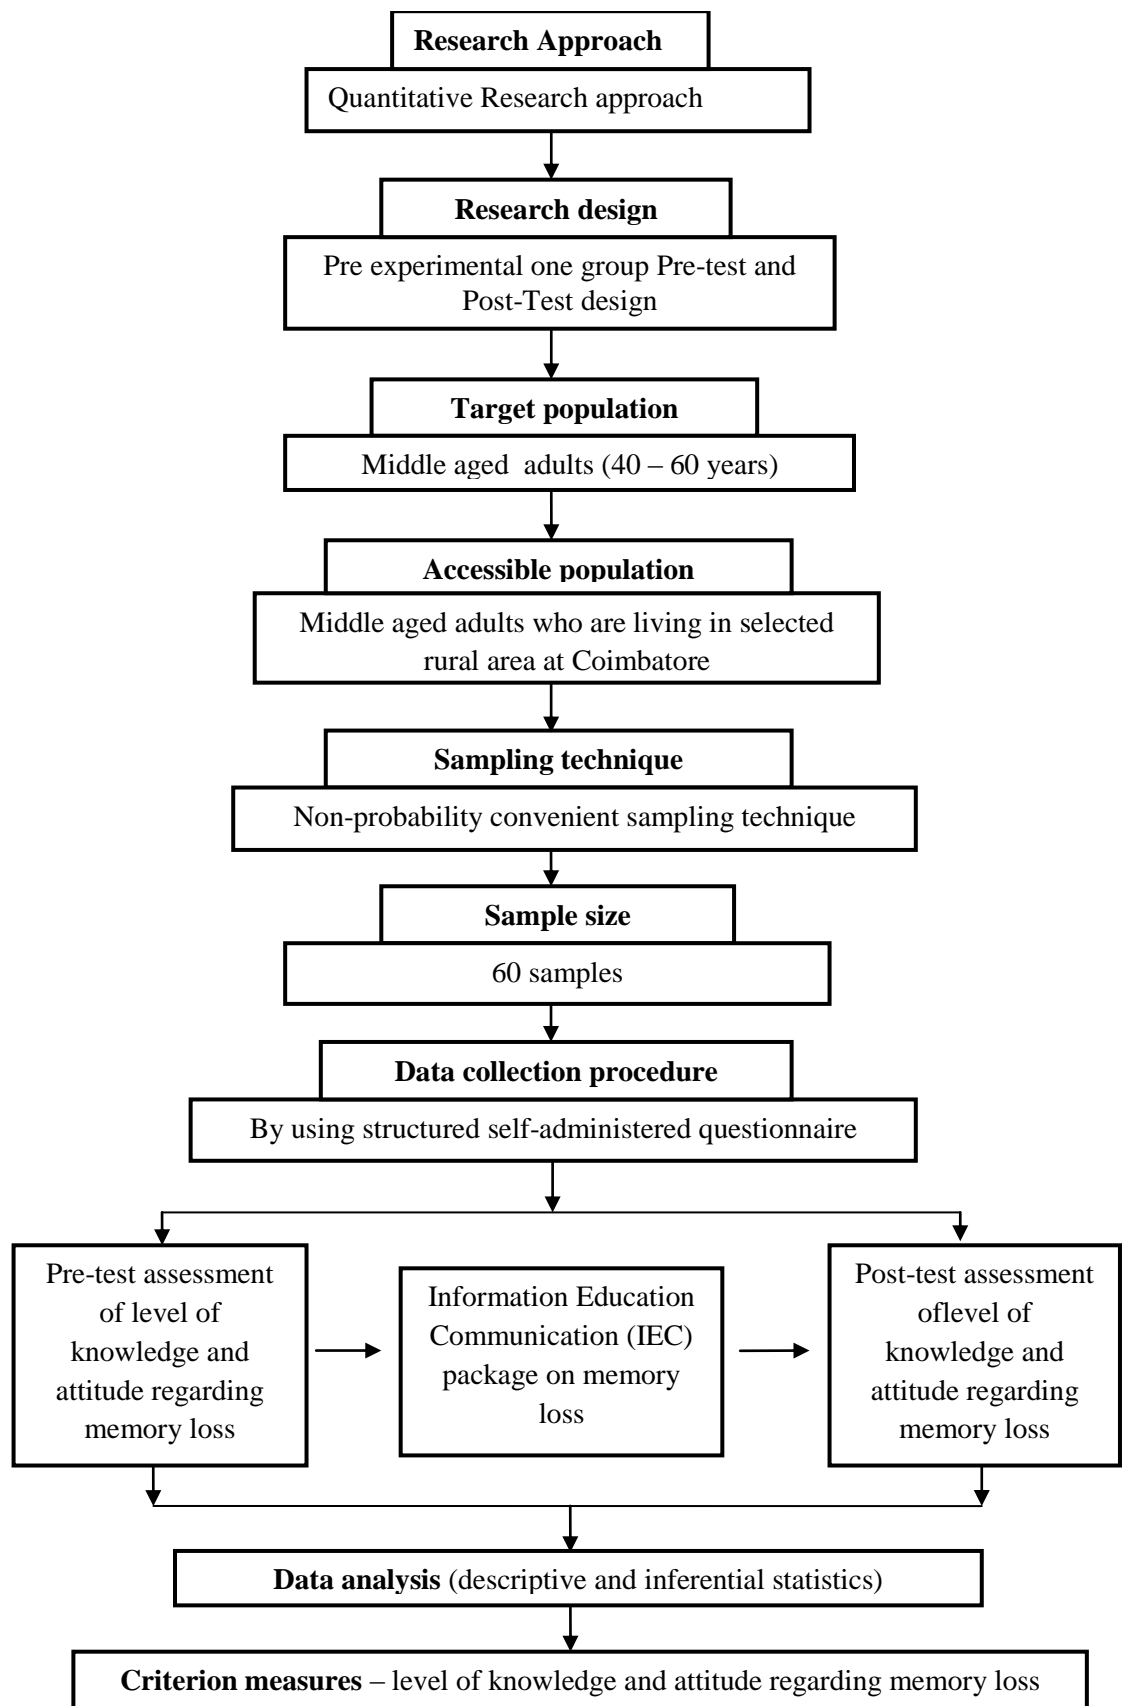 Research Approach
Quantitative Research approach
Research design
Pre experimental one group Pre-test and
Post-Test design
Target population
Middle aged adults (40 – 60 years)
Accessible population
Middle aged adults who are living in selected
rural area at Coimbatore
Sampling technique
Non-probability convenient sampling technique
Sample size
60 samples
Data collection procedure
By using structured self-administered questionnaire
Pre-test assessment
of level of
knowledge and
attitude regarding
memory loss
Information Education
Communication (IEC)
package on memory
loss
Post-test assessment
oflevel of
knowledge and
attitude regarding
memory loss
Data analysis (descriptive and inferential statistics)
Criterion measures – level of knowledge and attitude regarding memory loss